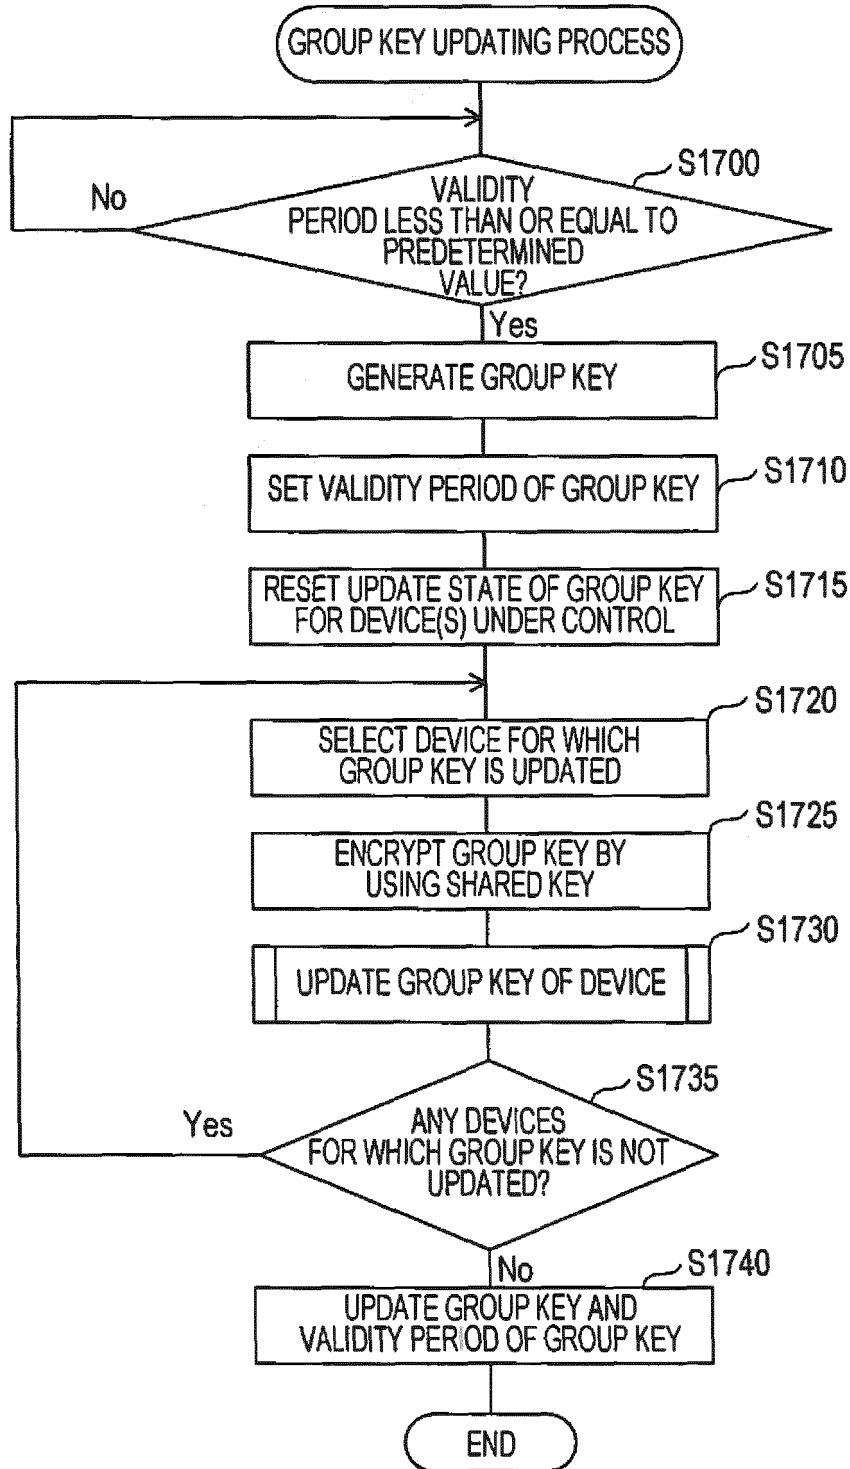 GROUP KEY UPDATING PROCESS
S1700
No
VALIDITY
PERIOD LESS THAN OR EQUAL TO
PREDETERMINED
VALUE?
Yes
S1705
GENERATE GROUP KEY
S1710
SET VALIDITY PERIOD OF GROUP KEY
S1715
RESET UPDATE STATE OF GROUP KEY
FOR DEVICE(S) UNDER CONTROL
S1720
SELECT DEVICE FOR WHICH
GROUP KEY IS UPDATED
S1725
ENCRYPT GROUP KEY BY
USING SHARED KEY
S1730
UPDATE GROUP KEY OF DEVICE
S1735
Yes
ANY DEVICES
FOR WHICH GROUP KEY IS NOT
UPDATED?
No
S1740
UPDATE GROUP KEY AND
VALIDITY PERIOD OF GROUP KEY
END